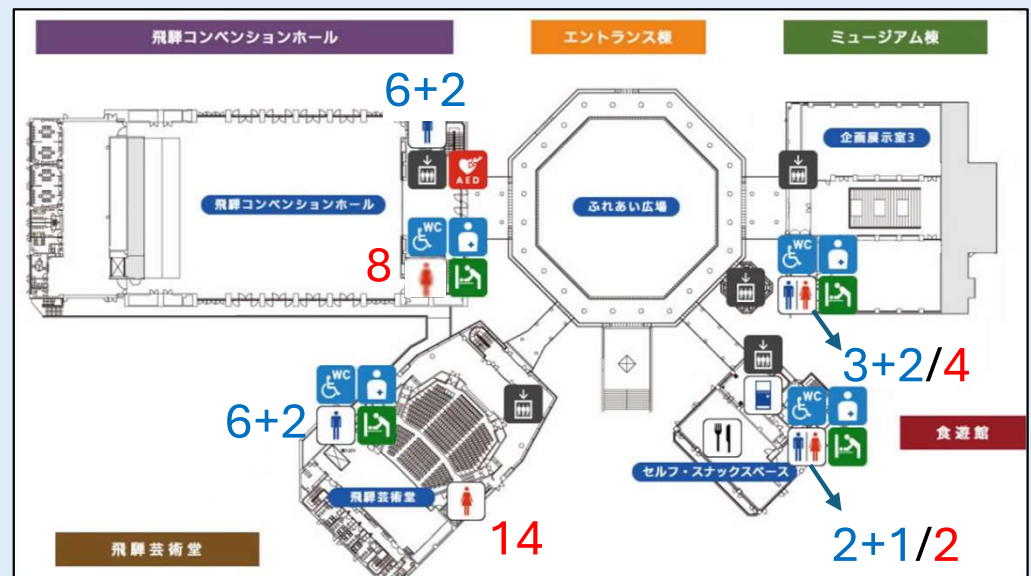 飛騨コンベンションホール
エントランス棟
ミュージアム棟
6+2
企画展示室3
AED
飛騨コンベンションホール
ふれあい広場
WC
8
WC
3+2/4
WC
6+2
WC
食遊館
セルフ・スナックスペース
飛騨芸術堂
14
2+1/2
飛騨芸術堂